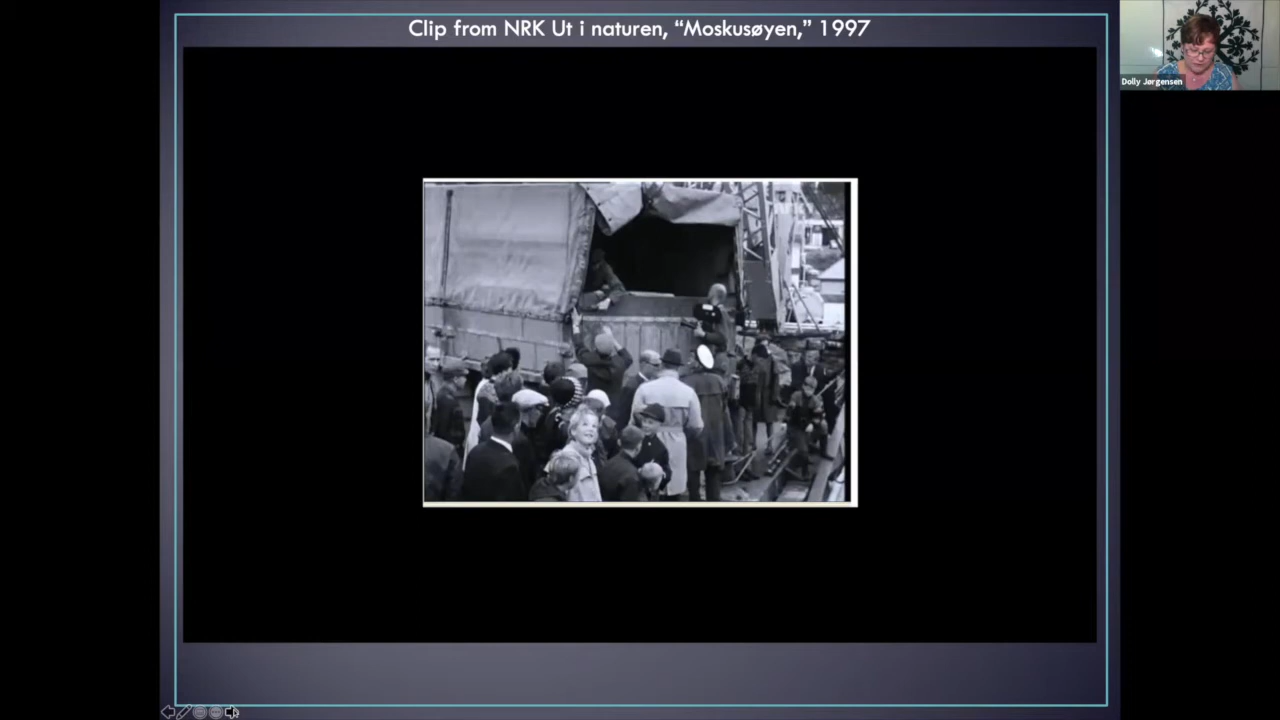 Clip from NRK Ut i naturen, “Moskusøyen,” 1997
Dolly Jørgensen